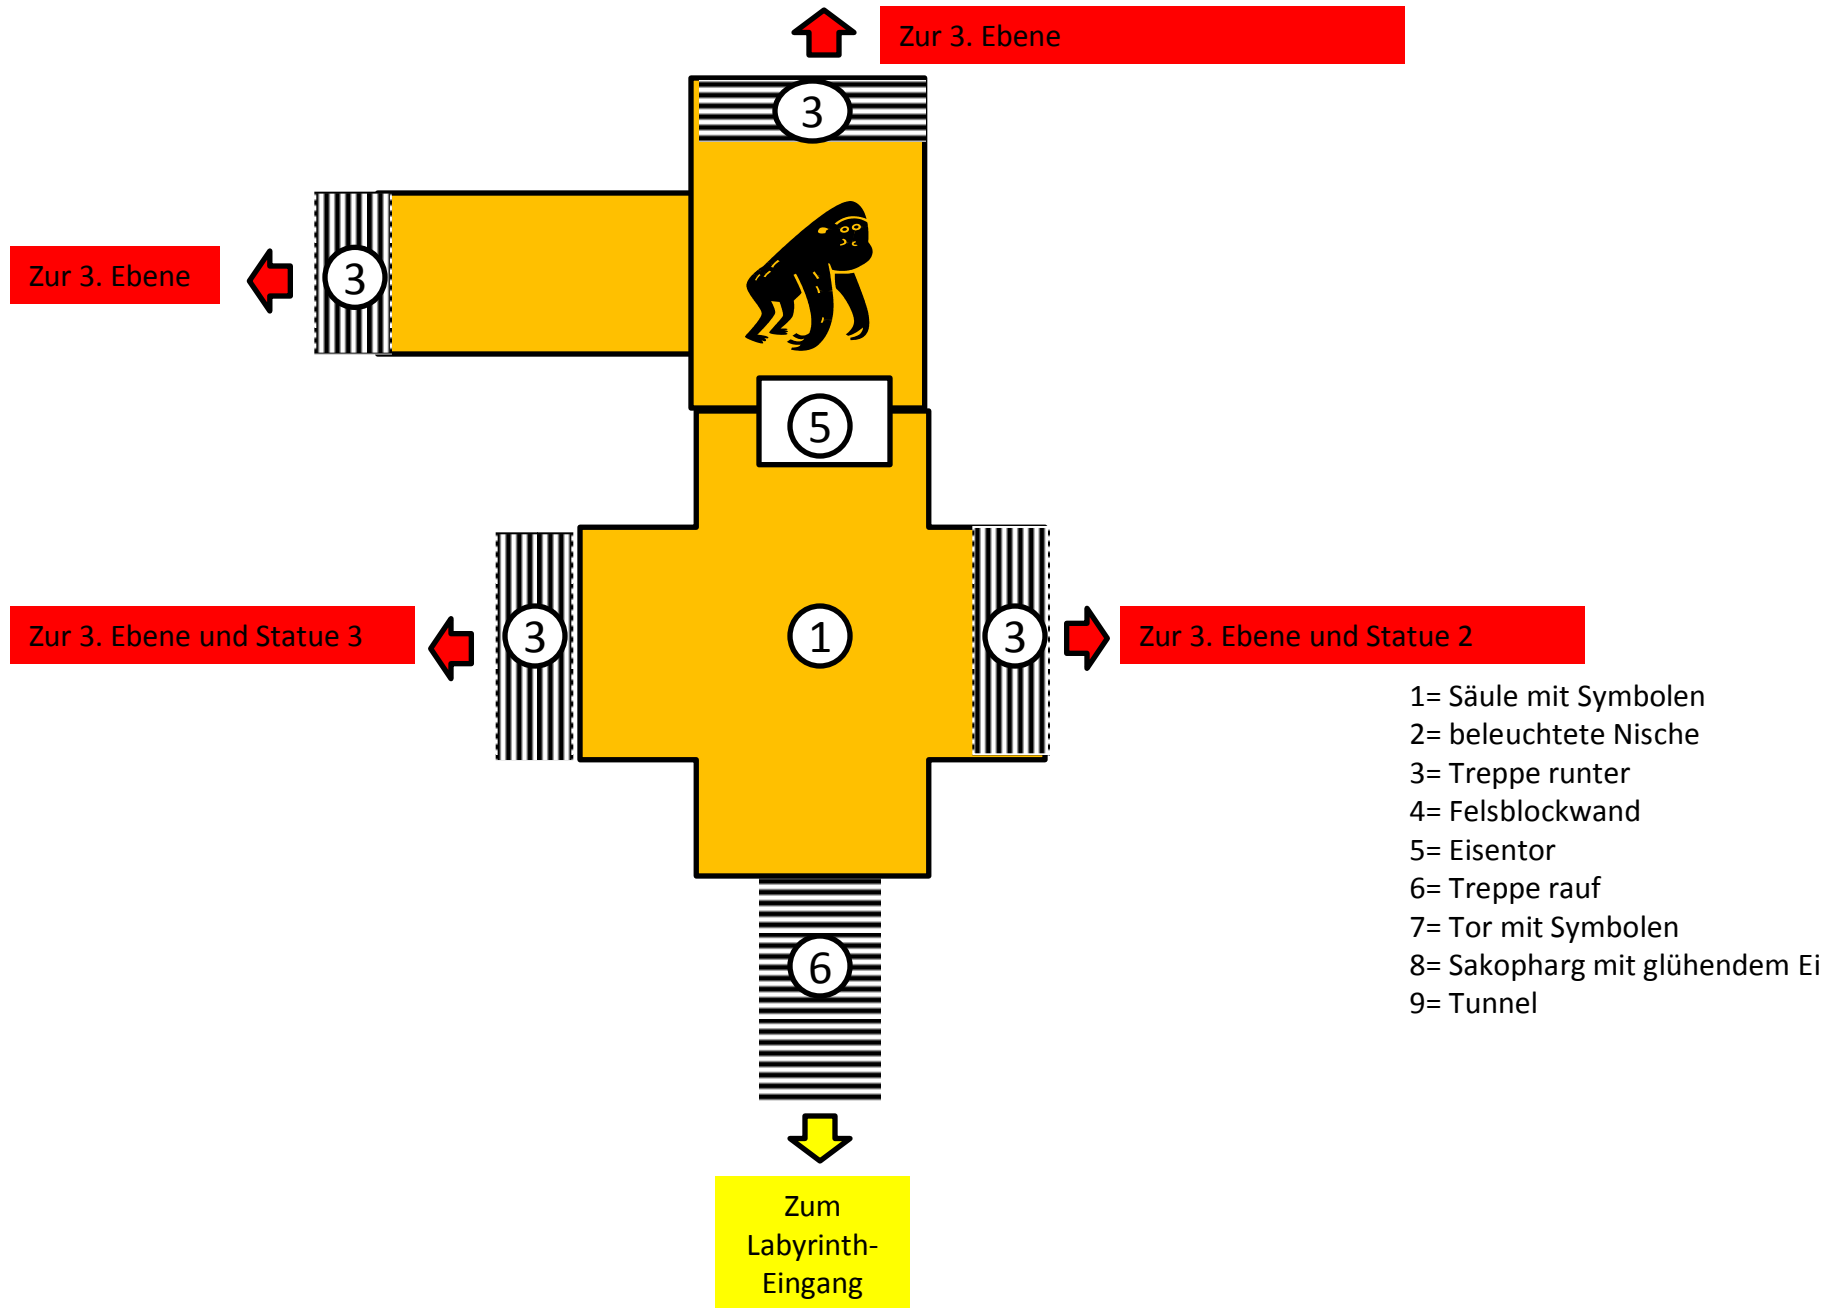 Zur 3. Ebene
3
Zur 3. Ebene
3
5
Zur 3. Ebene und Statue 3
3
1
3
Zur 3. Ebene und Statue 2
1= Säule mit Symbolen
2= beleuchtete Nische
3= Treppe runter
4= Felsblockwand
5= Eisentor
6= Treppe rauf
7= Tor mit Symbolen
8= Sakopharg mit glühendem Ei
9= Tunnel
6
Zum
Labyrinth-
Eingang